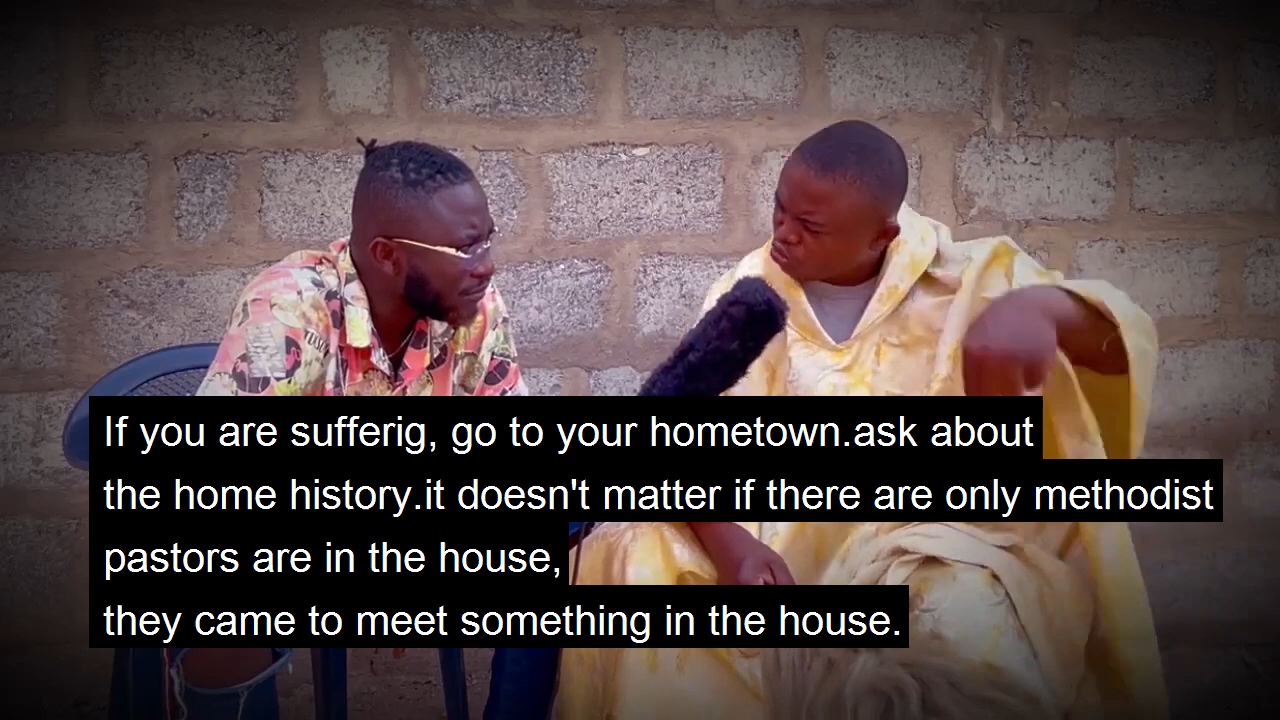 If you are sufferig, go to your hometown.ask about
the home history.it doesn't matter if there are only methodist
pastors are in the house,
they came to meet something in the house.